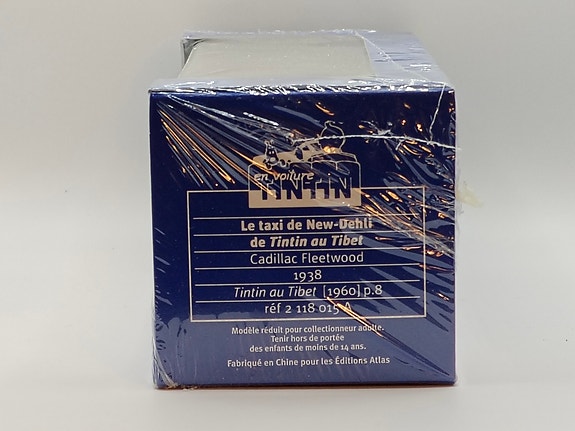 en voiture
TINTIN
Le taxi de New-Dehli
de Tintin au Tibet
Cadillac Fleetwood
1938
Tintin au Tibet [1960] p.8
réf 2 118 015 A
Modèle réduit pour collectionneur adulte.
Tenir hors de portée
des enfants de moins de 14 ans.
Fabriqué en Chine pour les Éditions Atlas